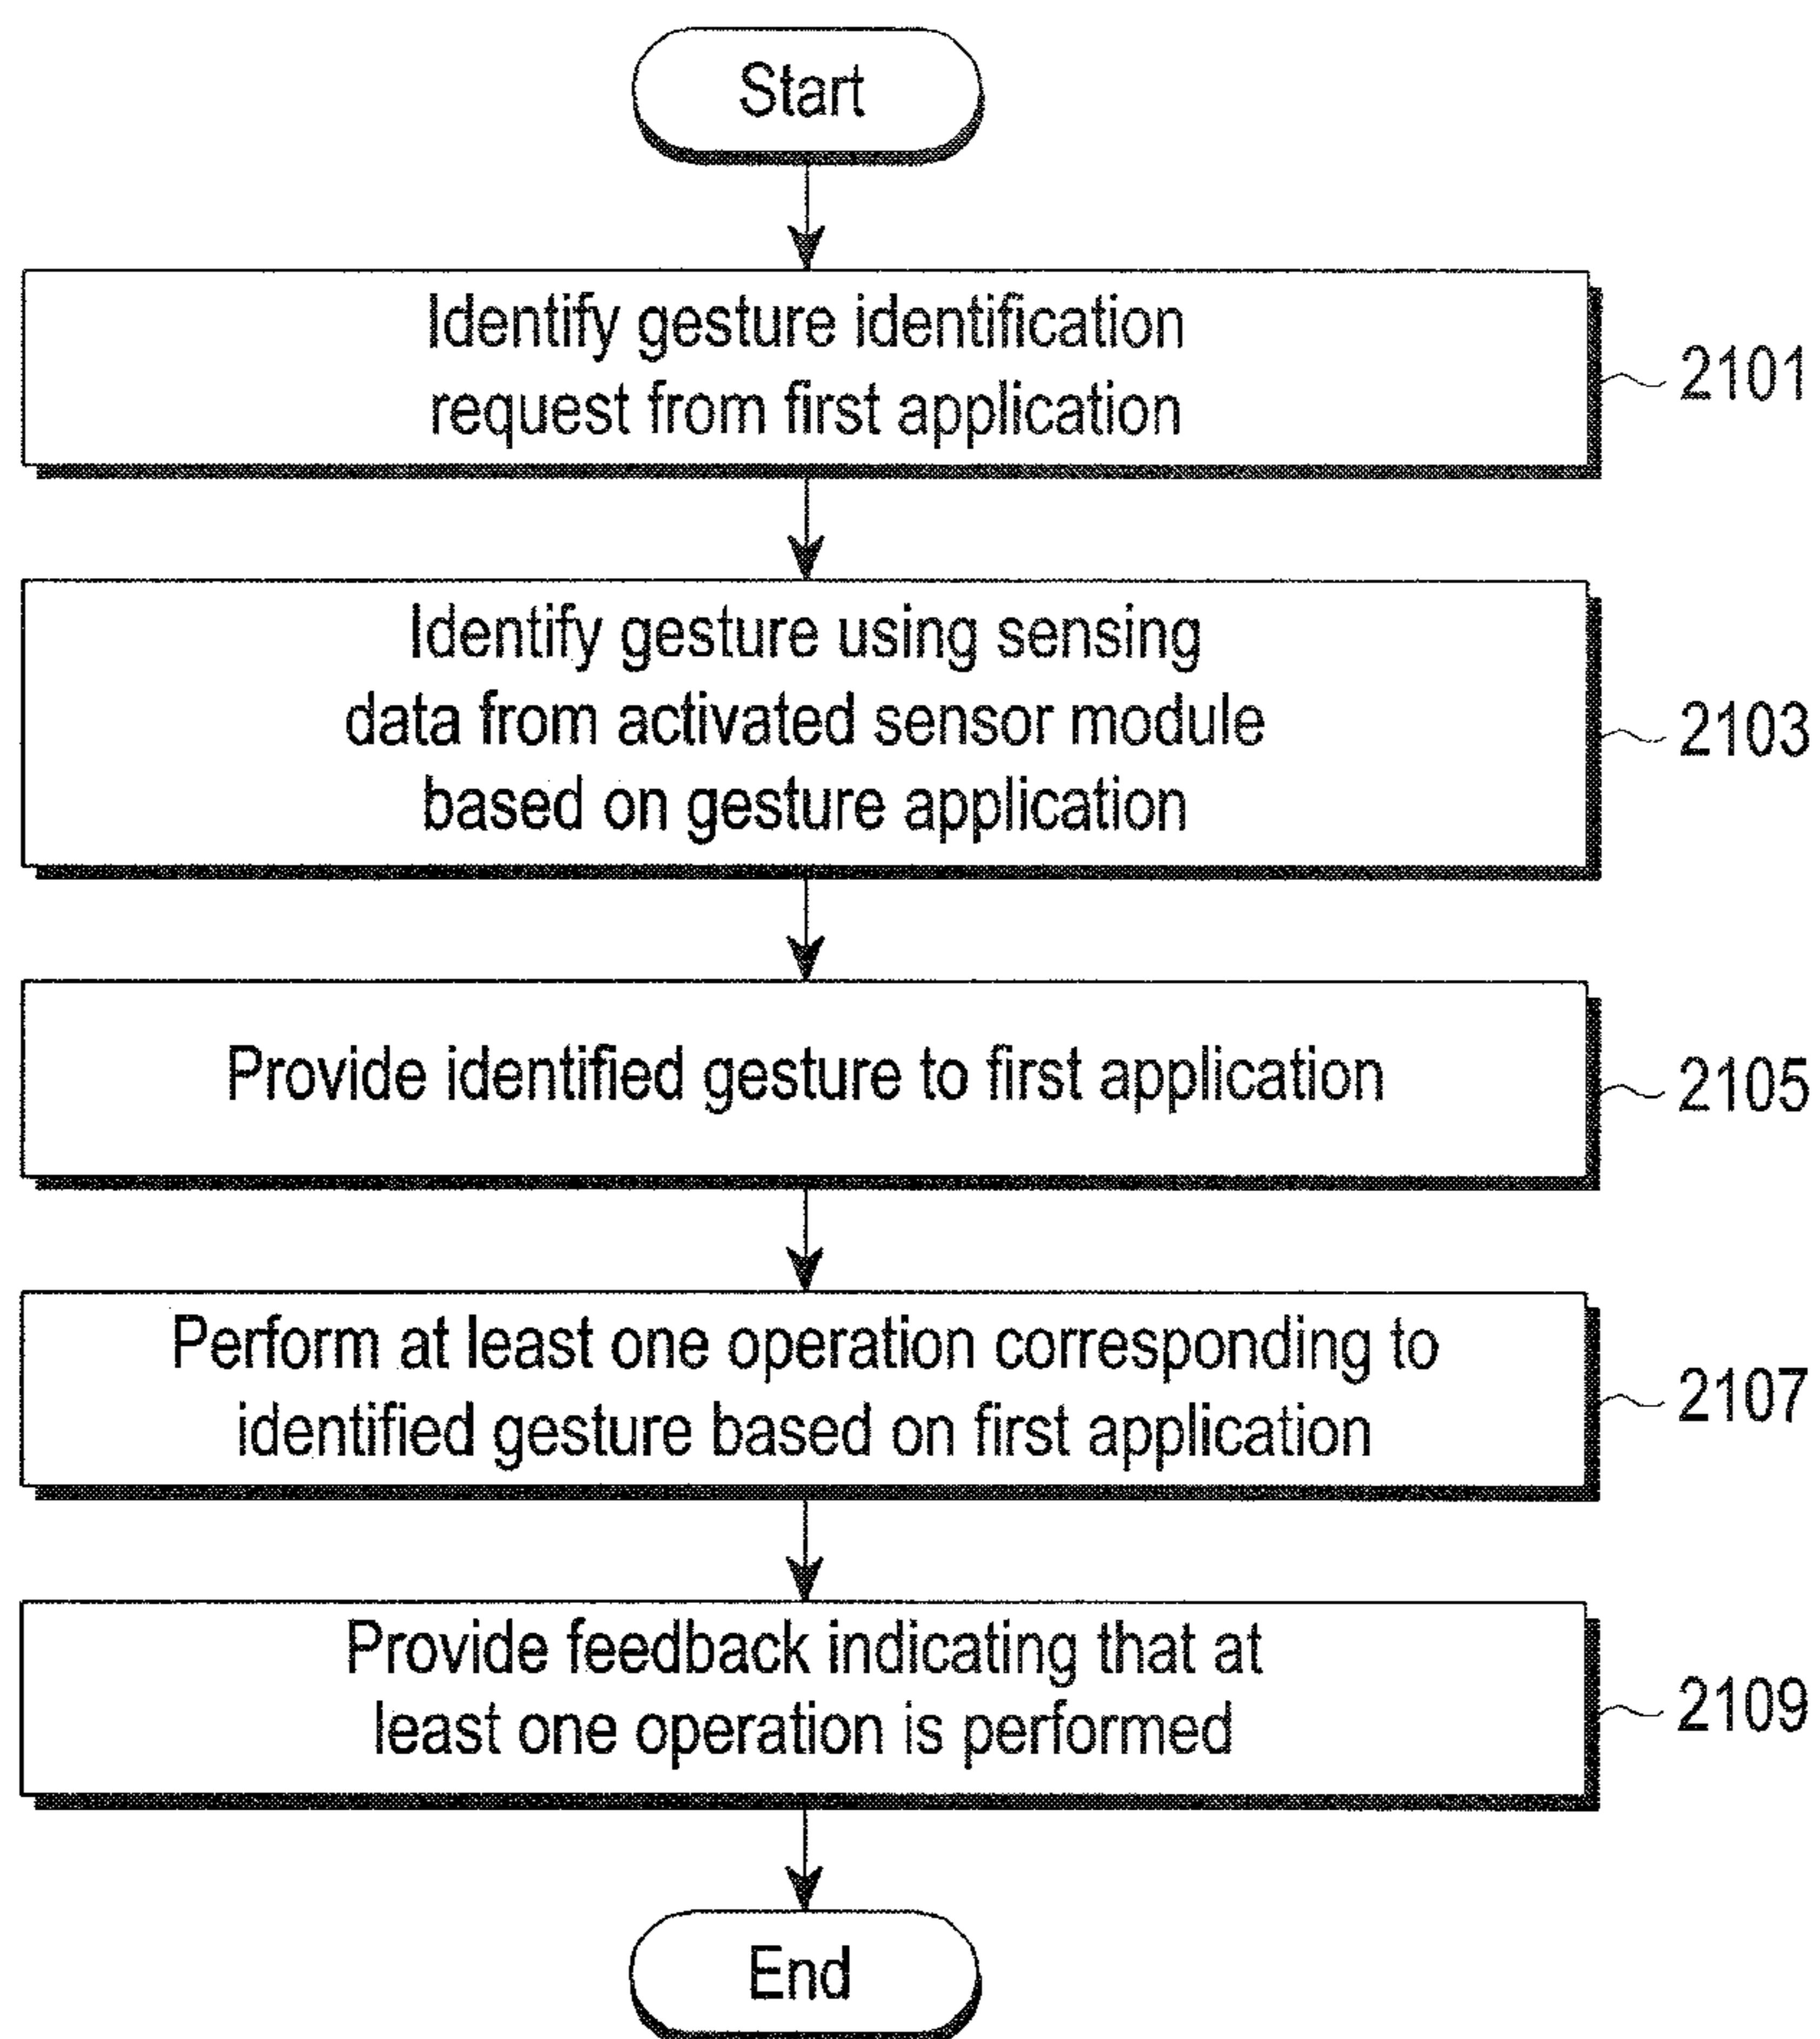 Start
Identify gesture identification
request from first application
2101
Identify gesture using sensing
data from activated sensor module
based on gesture application
2103
Provide identified gesture to first application
2105
Perform at least one operation corresponding to
identified gesture based on first application
2107
Provide feedback indicating that at
least one operation is performed
2109
End